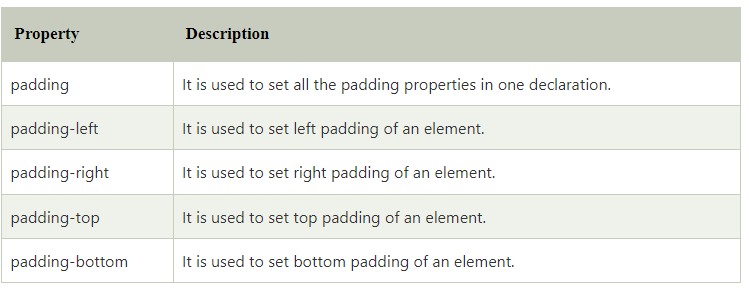 Property Description
padding It is used to set all the padding properties in one declaration.
padding-left It is used to set left padding of an element.
padding-right It is used to set right padding of an element.
padding-top It is used to set top padding of an element.
padding-bottom It is used to set bottom padding of an element.